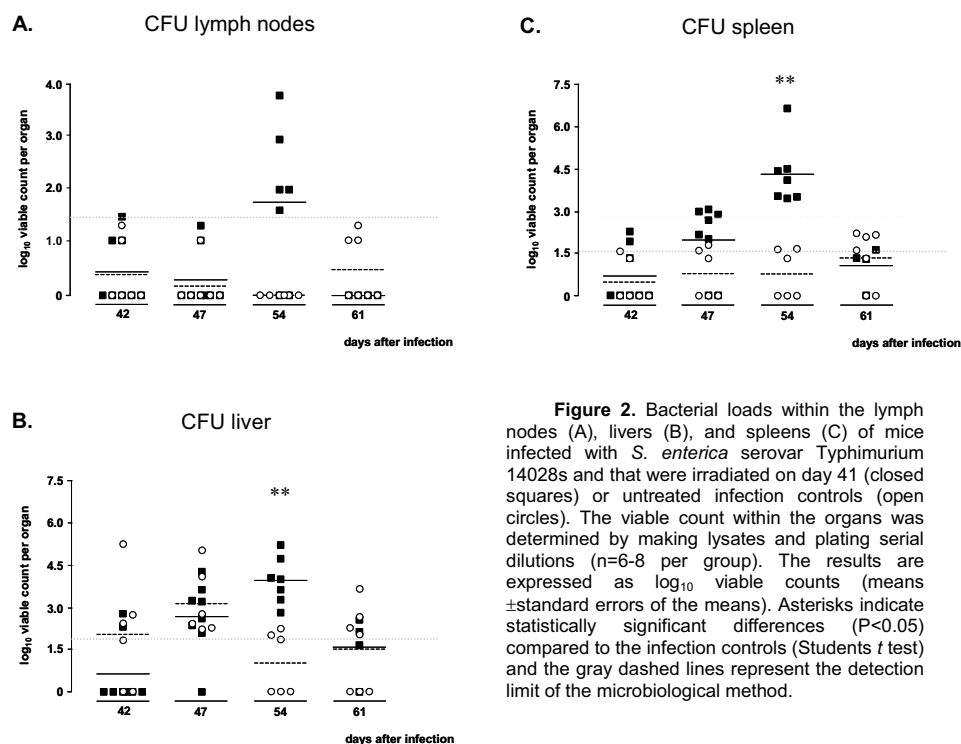 A.
CFU lymph nodes
log10 viable count per organ
4.0
3.0
2.0
1.0
0
42 47 54 61
days after infection
B.
CFU liver
log10 viable count per organ
7.5
6.0
4.5
3.0
1.5
0
**
42 47 54 61
days after infection
C.
CFU spleen
log10 viable count per organ
7.5
6.0
4.5
3.0
1.5
0
**
42 47 54 61
days after infection
Figure 2. Bacterial loads within the lymph
nodes (A), livers (B), and spleens (C) of mice
infected with S. enterica serovar Typhimurium
14028s and that were irradiated on day 41 (closed
squares) or untreated infection controls (open
circles). The viable count within the organs was
determined by making lysates and plating serial
dilutions (n=6-8 per group). The results are
expressed as log10 viable counts (means
±standard errors of the means). Asterisks indicate
statistically significant differences (P<0.05)
compared to the infection controls (Students t test)
and the gray dashed lines represent the detection
limit of the microbiological method.